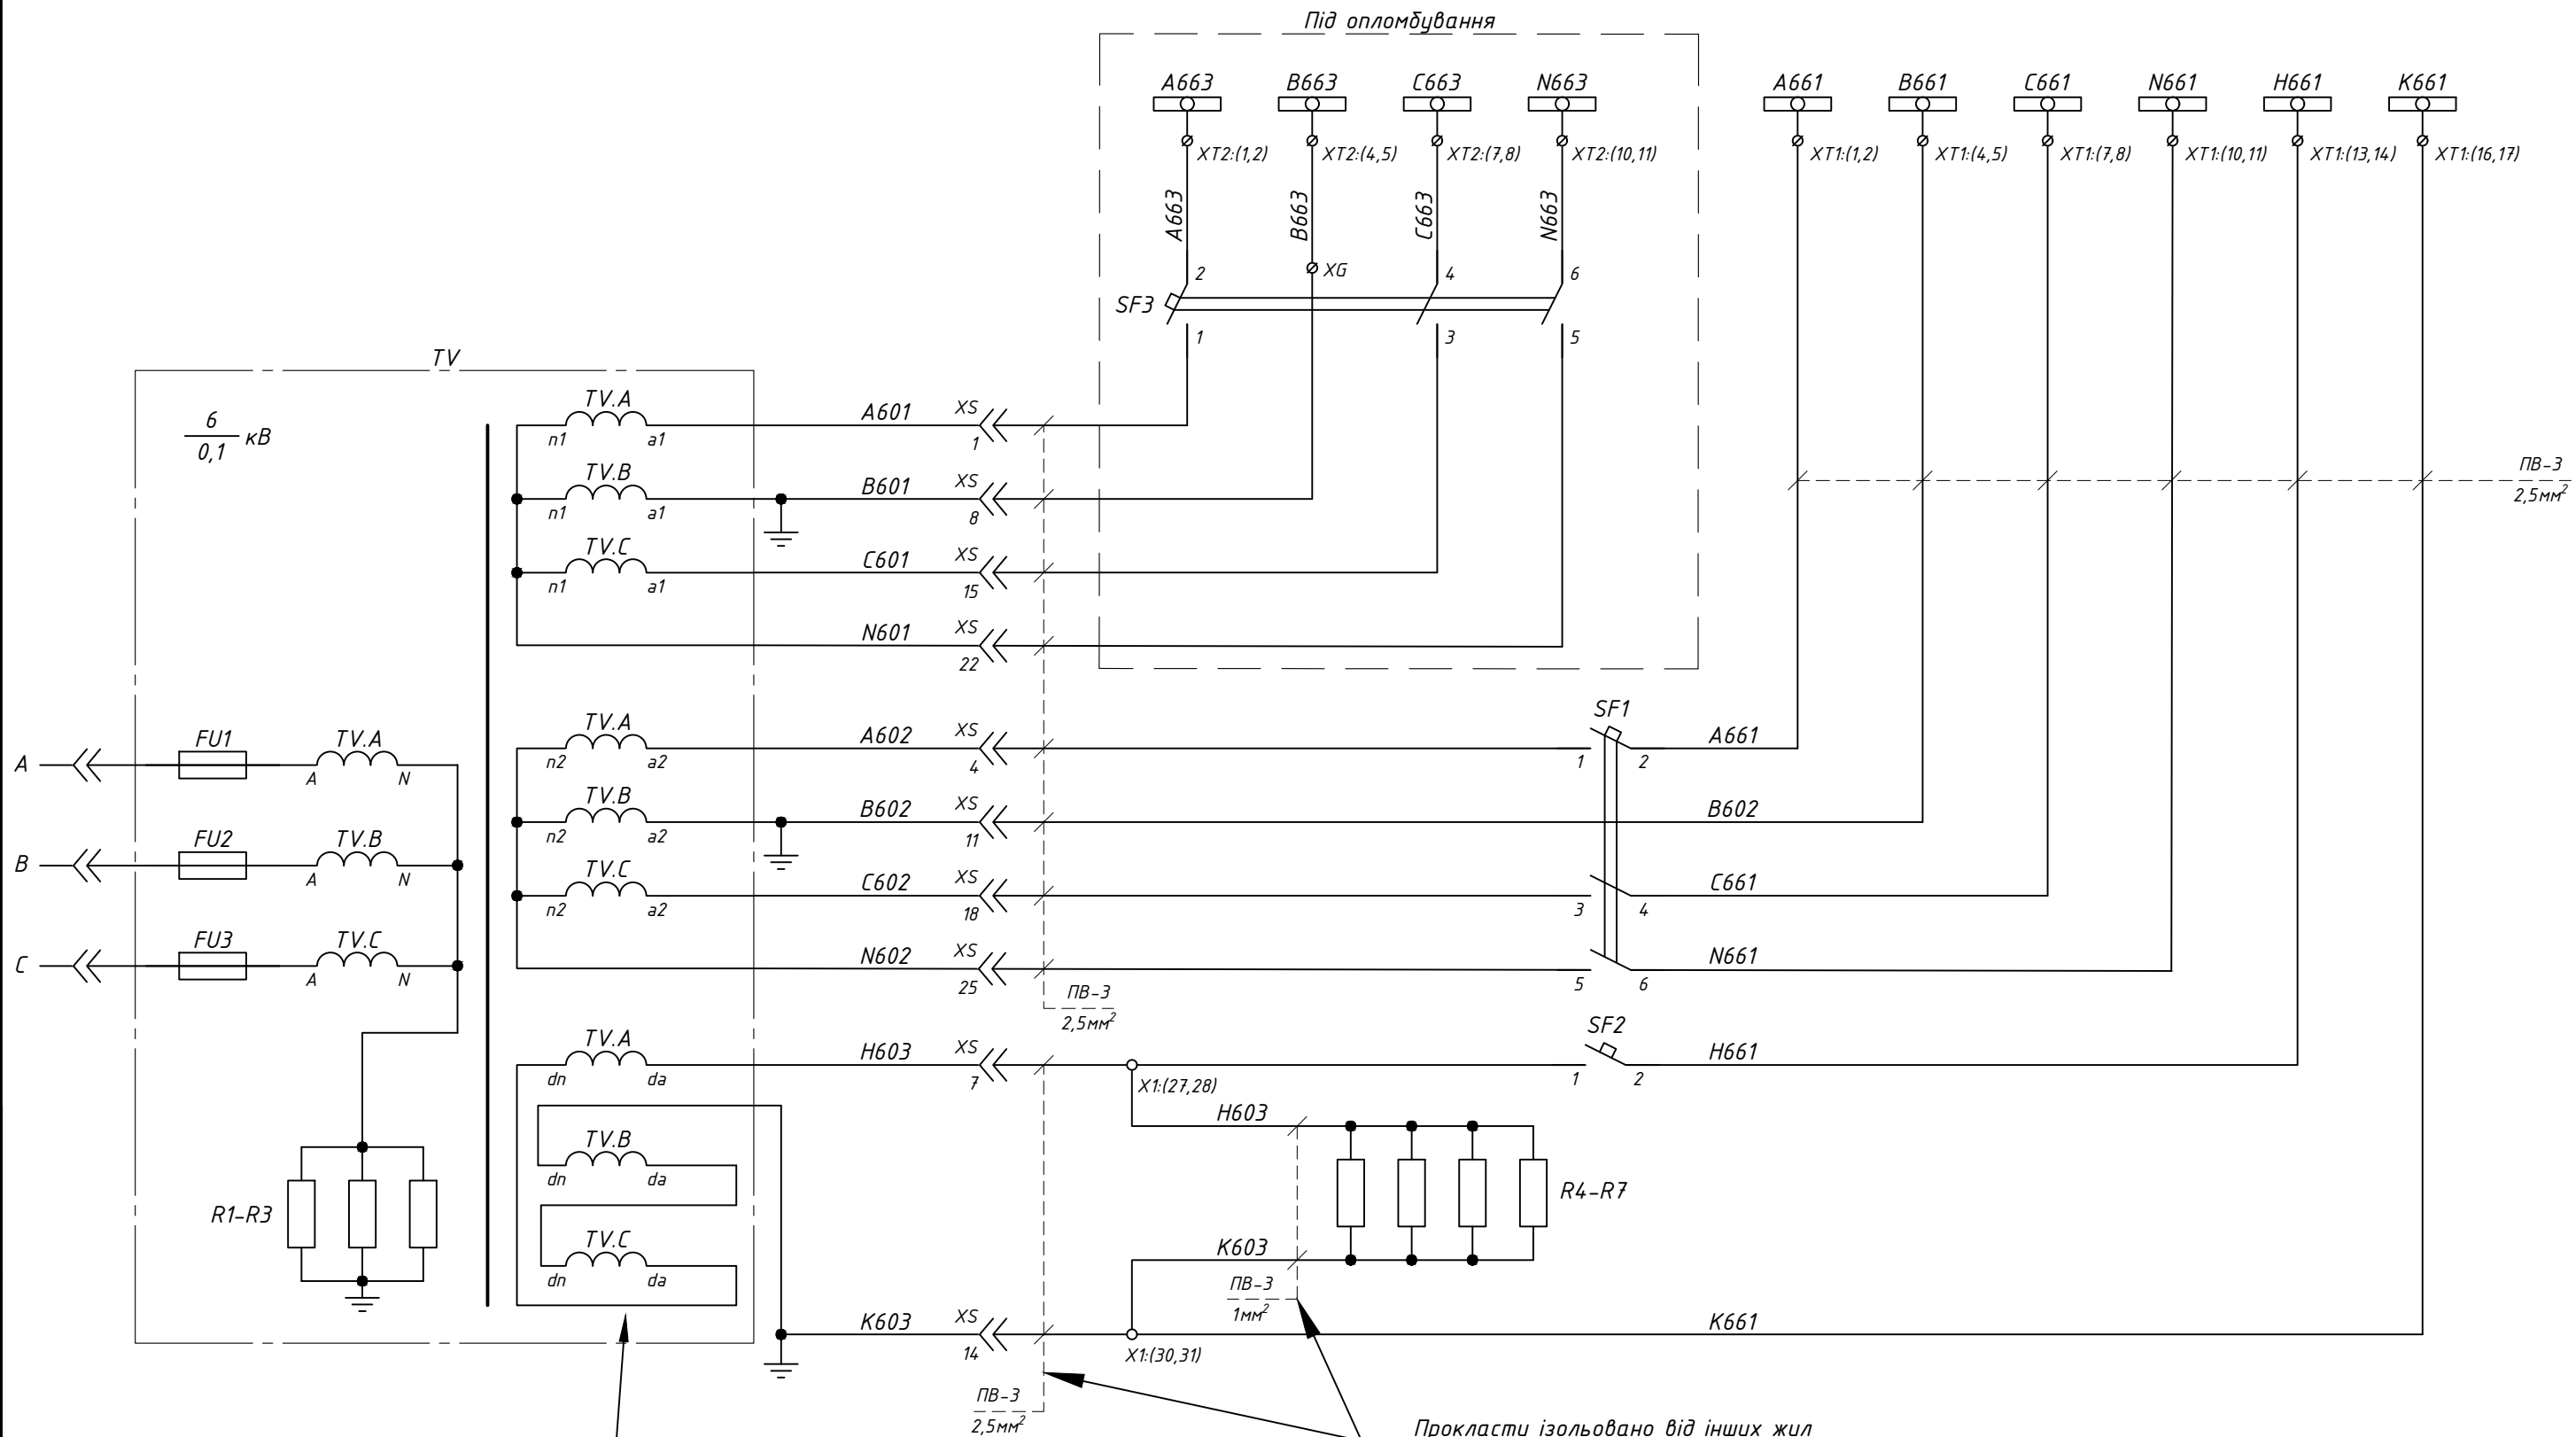 Під опломбування
A663 B663 C663 N663 A661 B661 C661 N661 H661 K661
XT2:(1,2) XT2:(4,5) XT2:(7,8) XT2:(10,11) XT1:(1,2) XT1:(4,5) XT1:(7,8) XT1:(10,11) XT1:(13,14) XT1:(16,17)
A663 B663 C663 N663
2 XG 4 6
SF3
1 3 5
TV
6
0,1
кВ
TV.A A601 XS
n1 a1 1
TV.B B601 XS
n1 a1 8
TV.C C601 XS
n1 a1 15
N601 XS
22
ПВ-3
2,5мм²
SF1
TV.A A602 XS A661
n2 a2 4 1 2
TV.B B602 XS B602
n2 a2 11
TV.C C602 XS C661
n2 a2 18 3 4
N602 XS N661
25 5 6
A FU1 TV.A
A N
B FU2 TV.B
A N
C FU3 TV.C
A N
ПВ-3
2,5мм²
SF2
TV.A H603 XS H661
dn da 7 X1:(27,28) 1 2
H603
TV.B
dn da
R1-R3 R4-R7
TV.C K603
dn da
ПВ-3
1мм²
K603 XS K661
14 X1:(30,31)
ПВ-3
2,5мм²
Прокласти ізольовано від інших жил